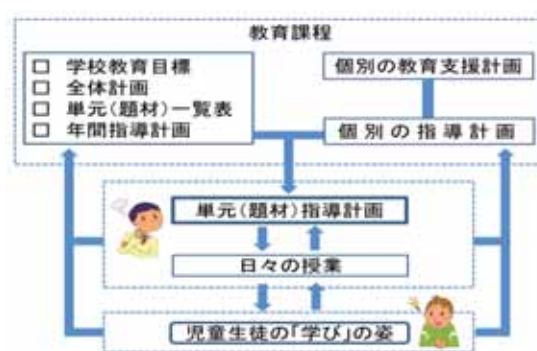 教育課程
□ 学校教育目標
□ 全体計画
□ 単元(題材)一覧表
□ 年間指導計画
個別の教育支援計画
個別の指導計画
単元(題材)指導計画
日々の授業
児童生徒の「学び」の姿